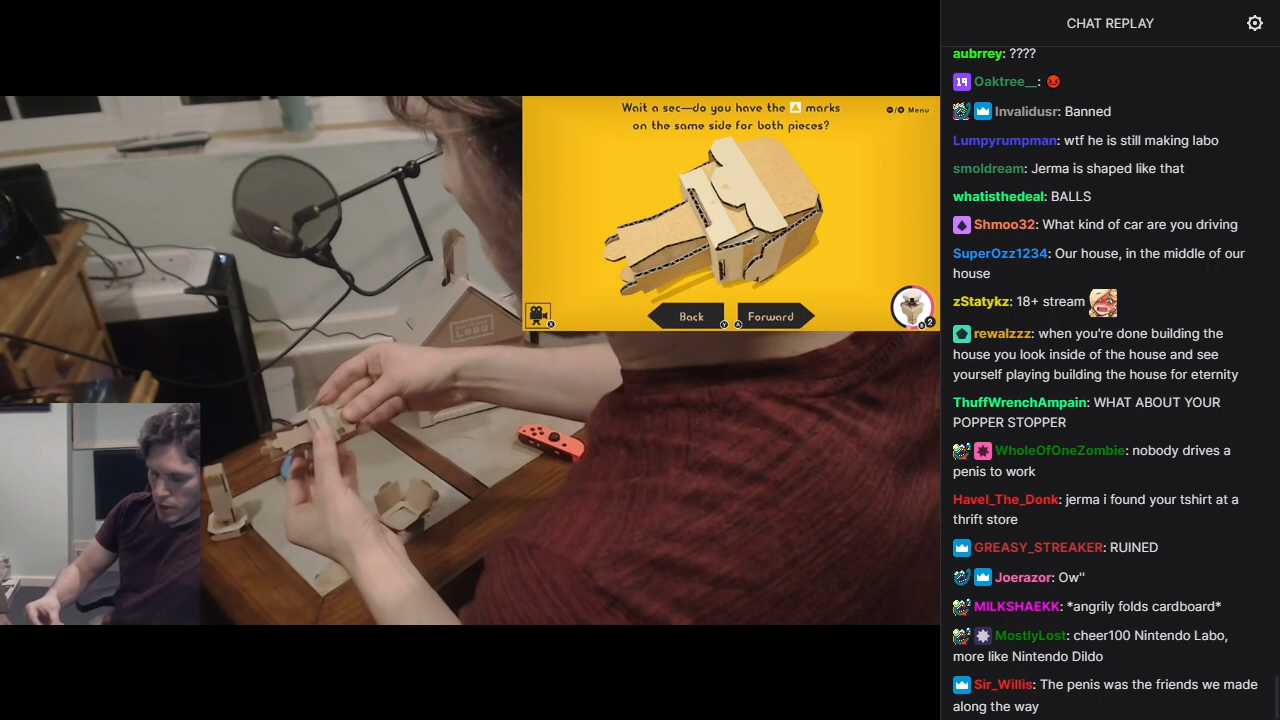 CHAT REPLAY
Wait a sec—do you have the marks
on the same side for both pieces?
Menu
Back
Forward
X
Y
A
2
LABO
aubrrey: ????
19 Oaktree__:
Invalidusr: Banned
Lumpyrumpman: wtf he is still making labo
smoldream: Jerma is shaped like that
whatisthedeal: BALLS
Shmoo32: What kind of car are you driving
SuperOzz1234: Our house, in the middle of our
house
zStatykz: 18+ stream
rewalzzz: when you're done building the
house you look inside of the house and see
yourself playing building the house for eternity
ThuffWrenchAmpain: WHAT ABOUT YOUR
POPPER STOPPER
WholeOfOneZombie: nobody drives a
penis to work
Havel_The_Donk: jerma i found your tshirt at a
thrift store
GREASY_STREAKER: RUINED
Joerazor: Ow"
MILKSHAEKK: *angrily folds cardboard*
MostlyLost: cheer100 Nintendo Labo,
more like Nintendo Dildo
Sir_Willis: The penis was the friends we made
along the way